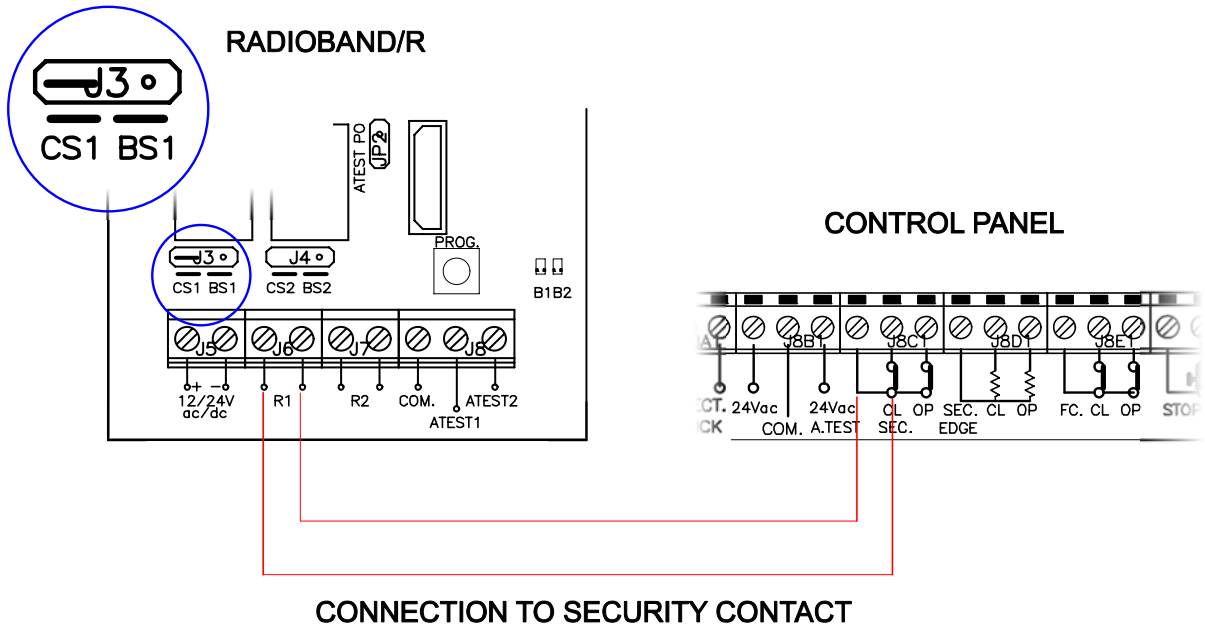 RADIOBAND/R
J3
CS1 BS1
ATEST PO
JP2
PROG.
J3
J4
CS1 BS1
CS2 BS2
B1B2
J5
J6
J7
J8
+ -
12/24V
ac/dc
R1
R2
COM.
ATEST1
ATEST2
CONTROL PANEL
J8B1
J8C1
J8D1
J8E1
24Vac
COM.
24Vac
A.TEST
CL OP
SEC.
SEC. CL OP
EDGE
FC. CL OP
STOP
CONNECTION TO SECURITY CONTACT